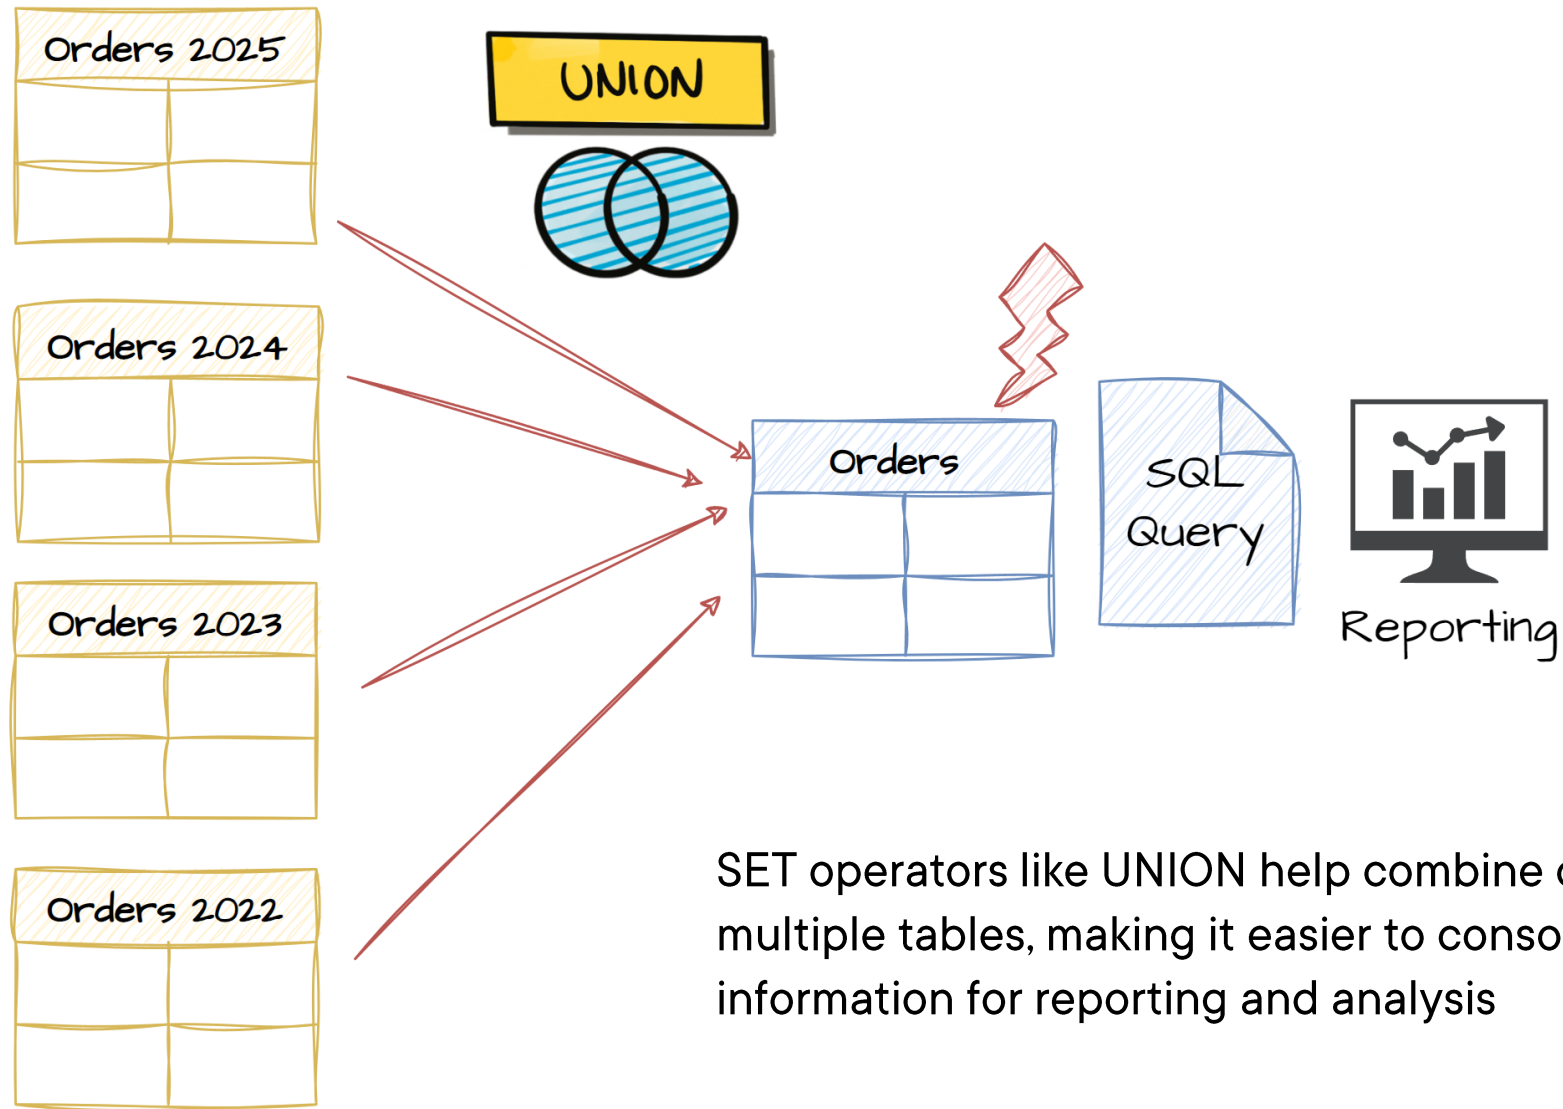 Orders 2025
UNION
Orders 2024
Orders
SQL
Query
Orders 2023
Reporting
SET operators like UNION help combine
multiple tables, making it easier to conso
Orders 2022
information for reporting and analysis